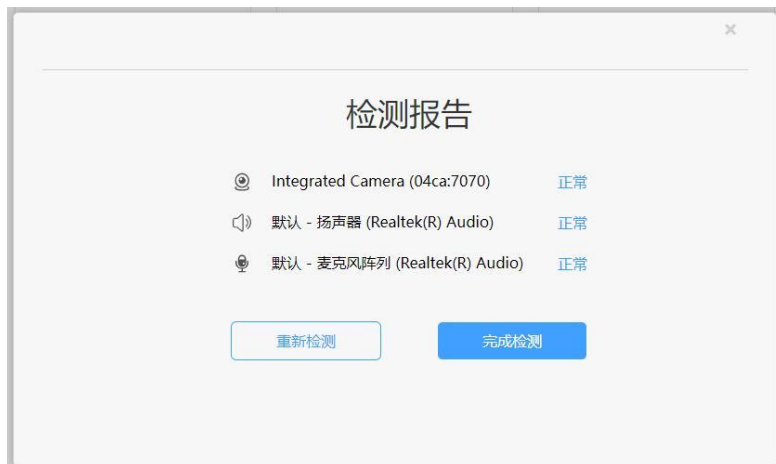 检测报告
Integrated Camera (04ca:7070) 正常
默认 - 扬声器 (Realtek(R) Audio) 正常
默认 - 麦克风阵列 (Realtek(R) Audio) 正常
重新检测 完成检测